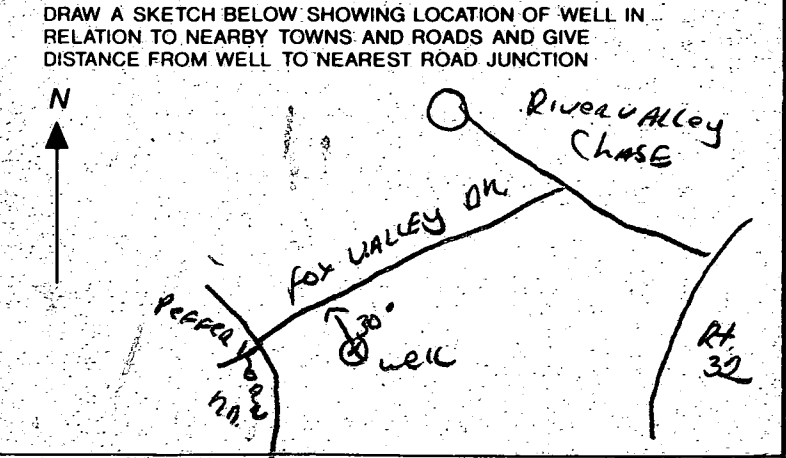 DRAW A SKETCH BELOW SHOWING LOCATION OF WELL IN
RELATION TO NEARBY TOWNS AND ROADS AND GIVE
DISTANCE FROM WELL TO NEAREST ROAD JUNCTION
N
RIVER VALLEY
CHASE
FOX VALLEY DR.
30'
WELL
RD.
Rt.
32